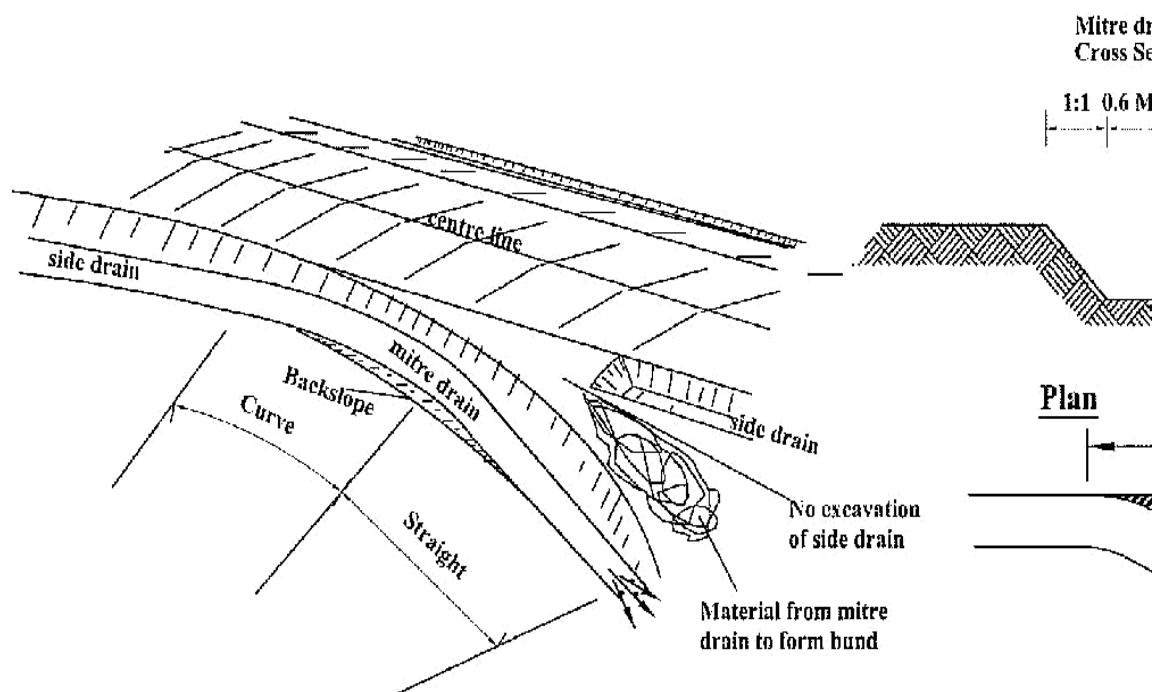 Mitre dr
Cross Se
1:1 0.6 M
centre line
side drain
mitre drain
Backslope
Curve
Straight
side drain
Plan
No excavation
of side drain
Material from mitre
drain to form bund